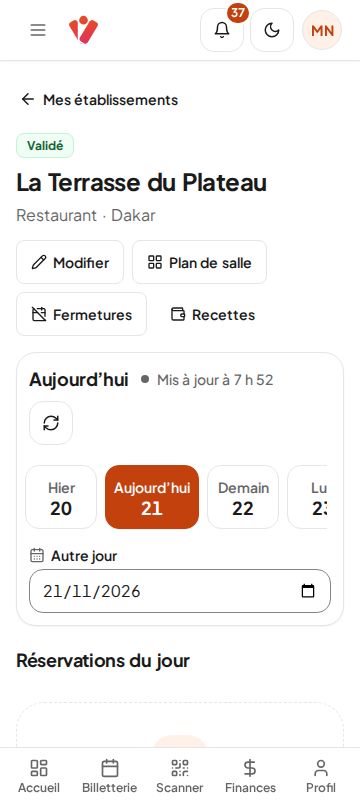 37
MN
Mes établissements
Validé
La Terrasse du Plateau
Restaurant · Dakar
Modifier
Plan de salle
Fermetures
Recettes
Aujourd’hui
Mis à jour à 7 h 52
Hier
20
Aujourd’hui
21
Demain
22
Lu
Autre jour
21/11/2026
Réservations du jour
Accueil
Billetterie
Scanner
Finances
Profil